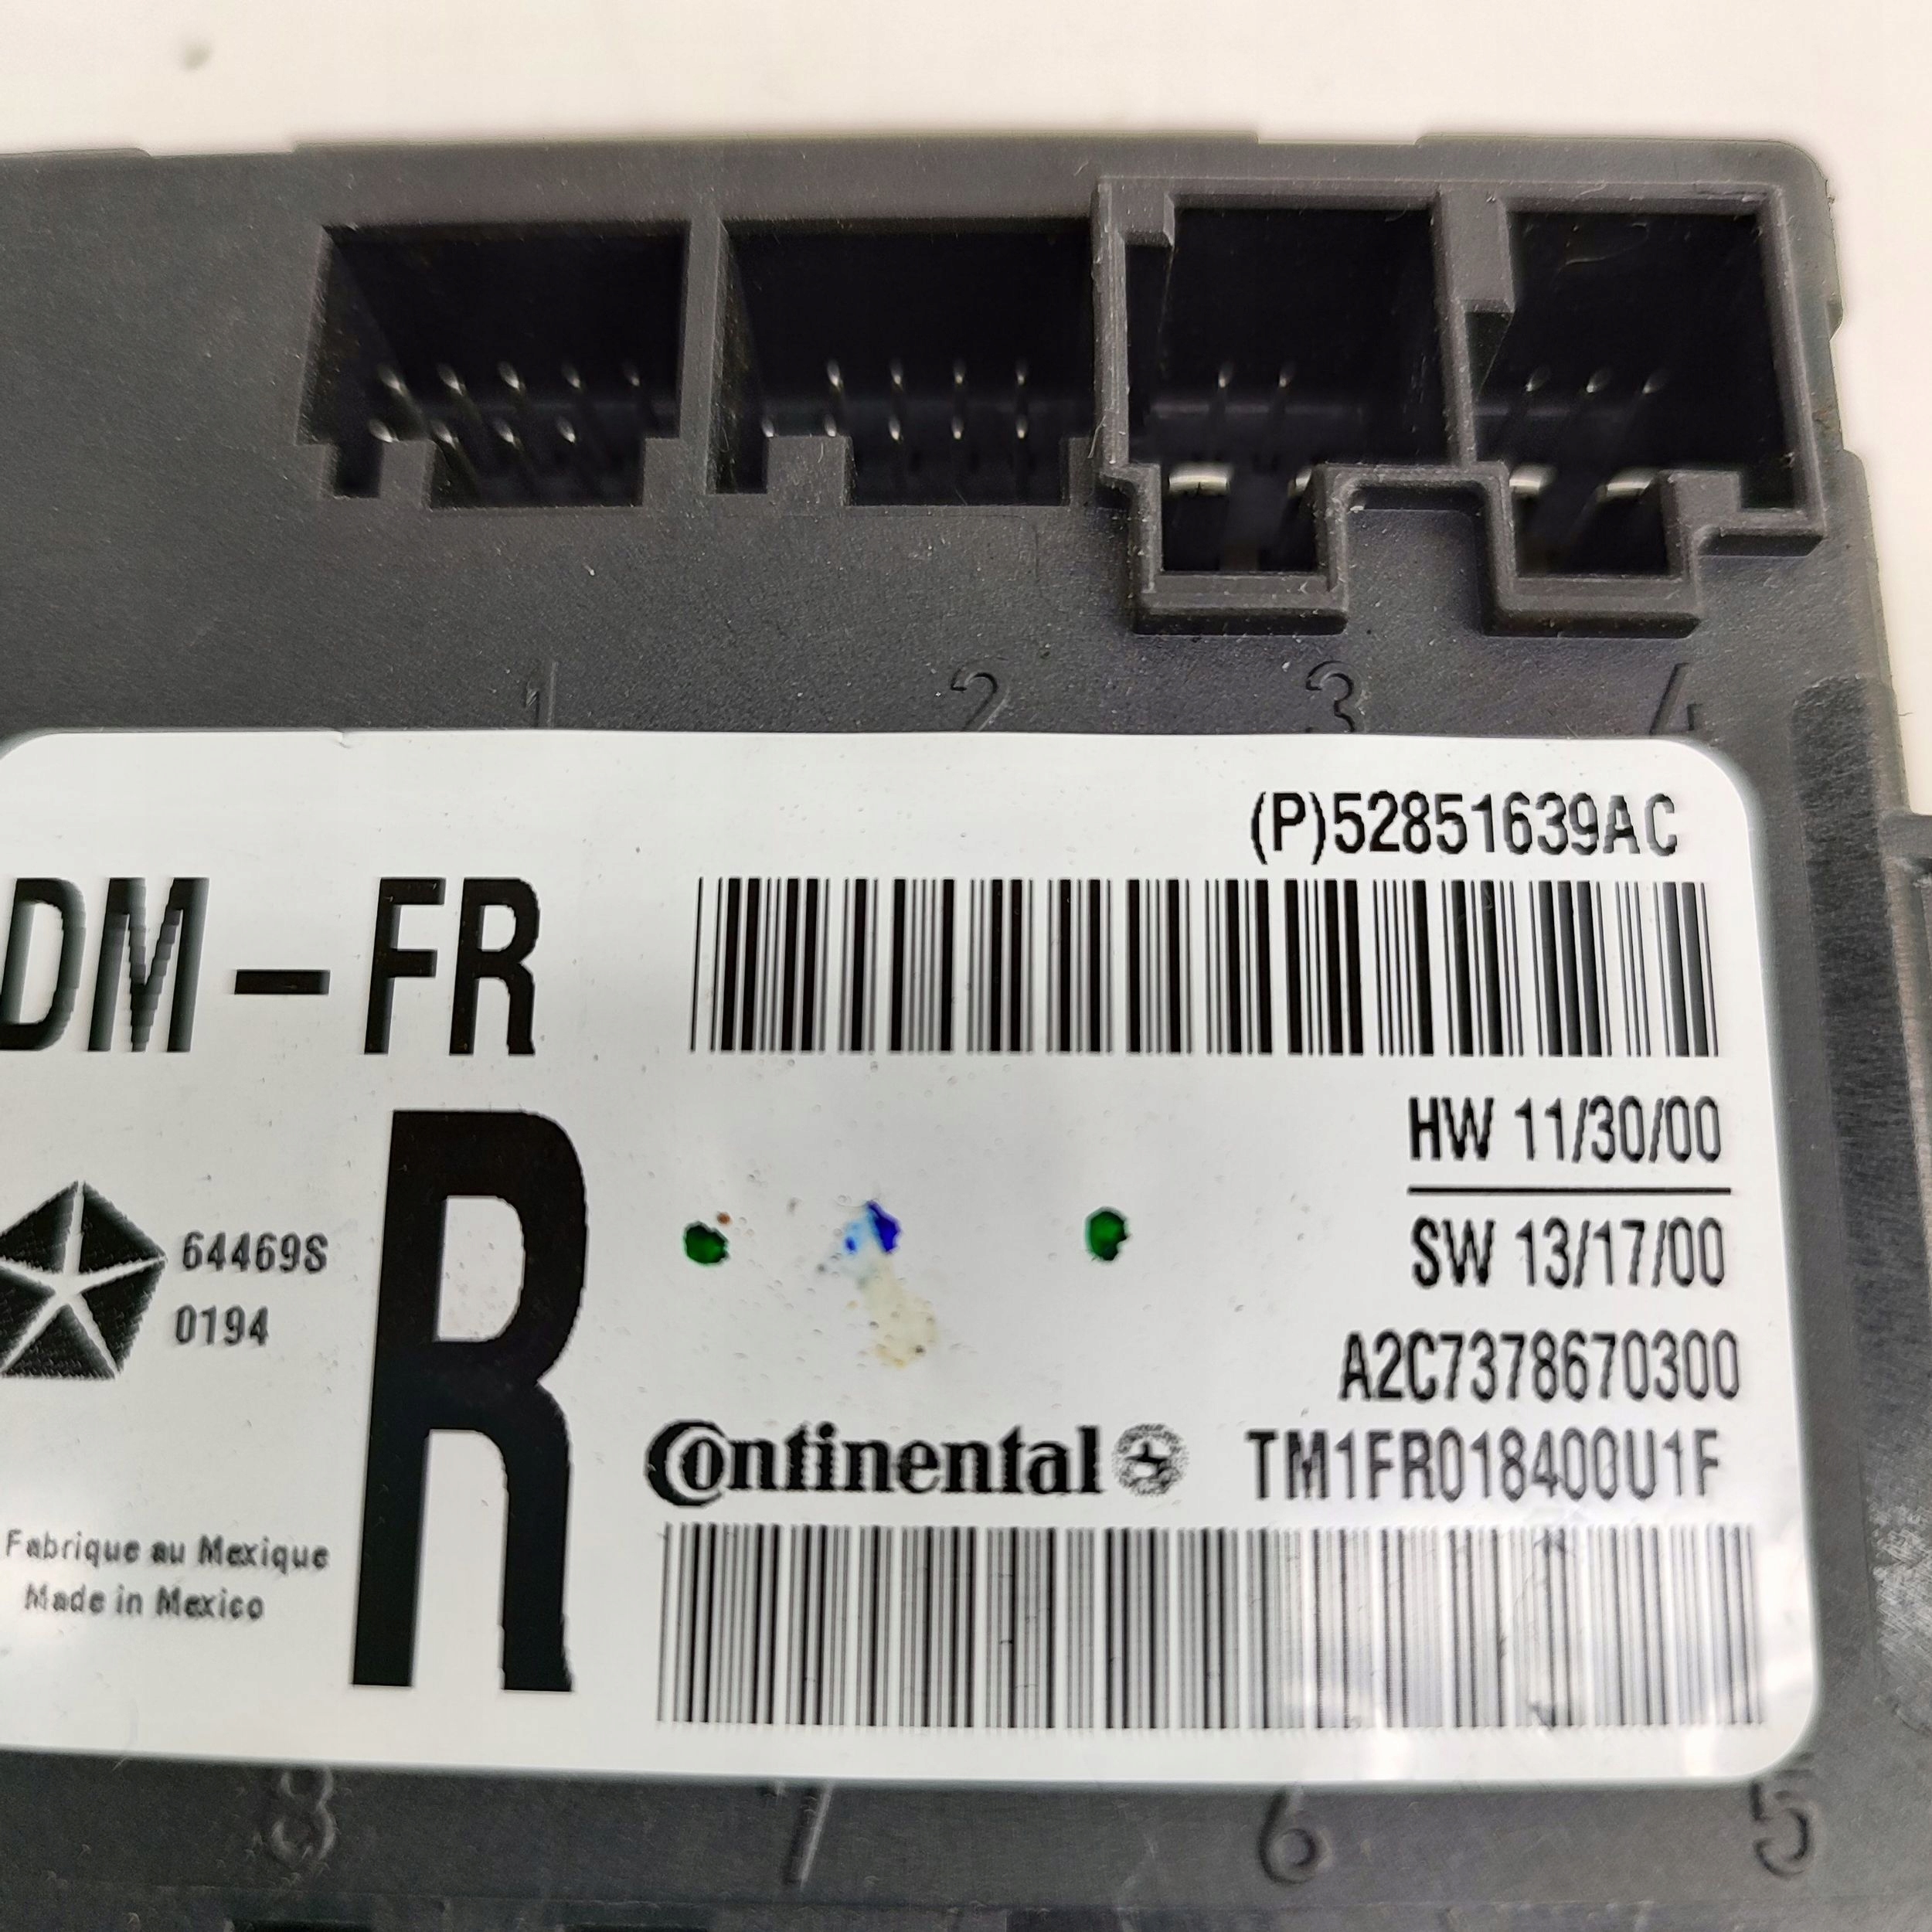 1 2 3 4
(P)52851639AC
DM-FR
HW 11/30/00
SW 13/17/00
R
64469S
0194
A2C7378670300
Continental
TM1FR018400U1F
Fabrique au Mexique
Made in Mexico
8 7 6 5